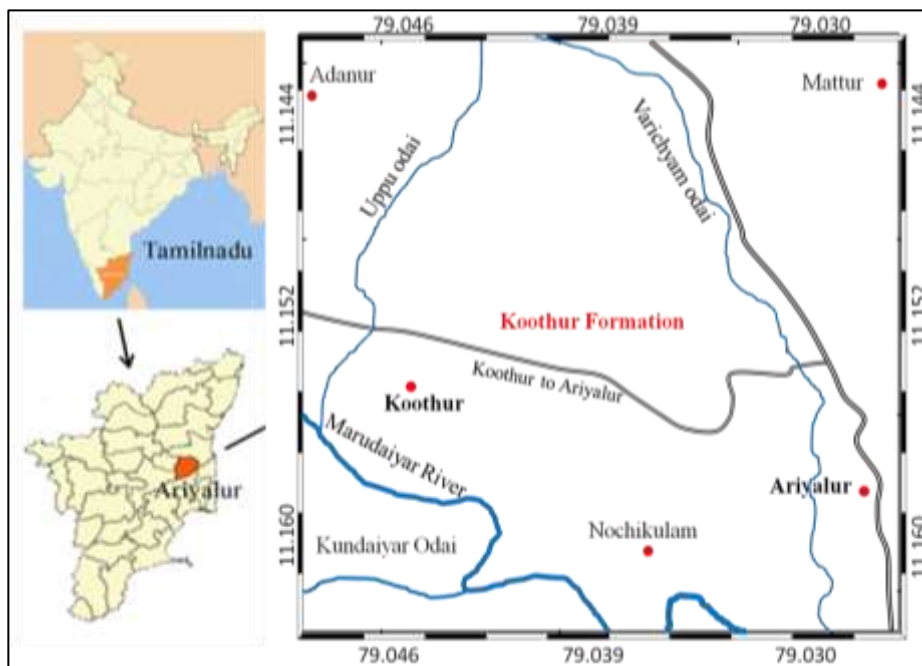 79.046
79.039
79.030
Adanur
Mattur
11.144
11.144
Uppu odai
Varichyam odai
Tamilnadu
11.152
11.152
Koothur Formation
Koothur to Ariyalur
Koothur
Marudaiyar River
Ariyalur
Ariyalur
11.160
11.160
Nochikulam
Kundaiyar Odai
79.046
79.039
79.030